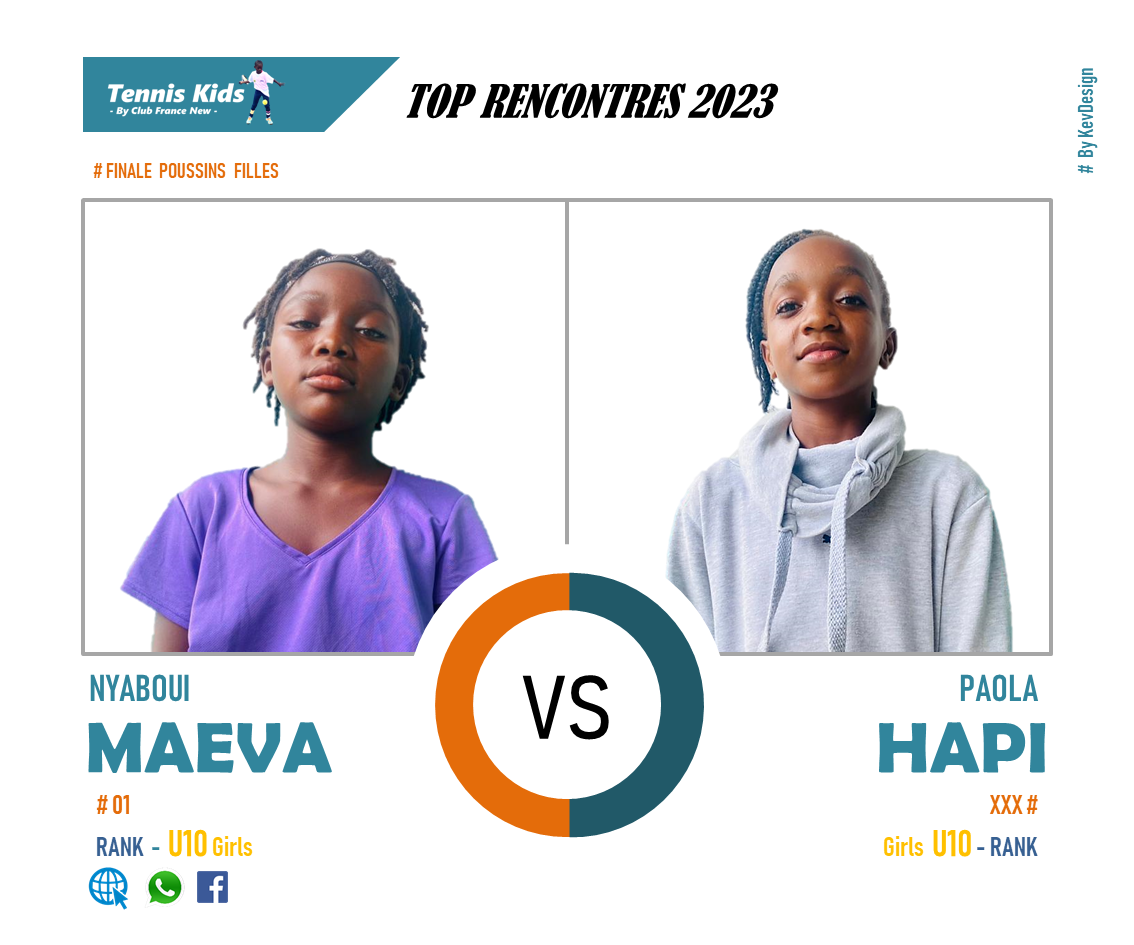 Tennis Kids
- By Club France New -
TOP RENCONTRES 2023
# By KevDesign
# FINALE POUSSINS FILLES
VS
NYABOUI
MAEVA
# 01
RANK - U10 Girls
PAOLA
HAPI
XXX #
Girls U10 - RANK